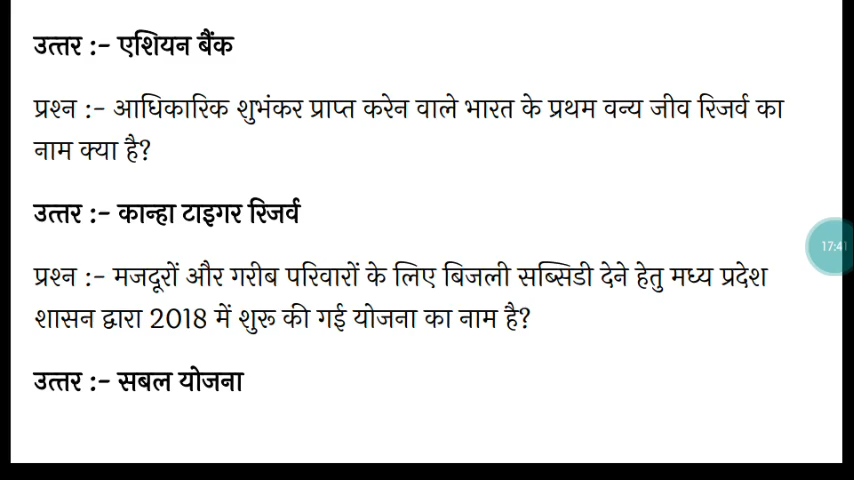 उत्तर :- एशियन बैंक
प्रश्न :- आधिकारिक शुभंकर प्राप्त करेन वाले भारत के प्रथम वन्य जीव रिजर्व का
नाम क्या है?
उत्तर :- कान्हा टाइगर रिजर्व
प्रश्न :- मजदूरों और गरीब परिवारों के लिए बिजली सब्सिडी देने हेतु मध्य प्रदेश
शासन द्वारा 2018 में शुरू की गई योजना का नाम है?
उत्तर :- सबल योजना
17:41